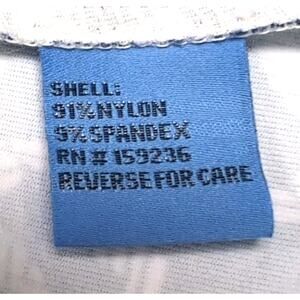 SHELL:
91% NYLON
9% SPANDEX
RN # 159236
REVERSE FOR CARE